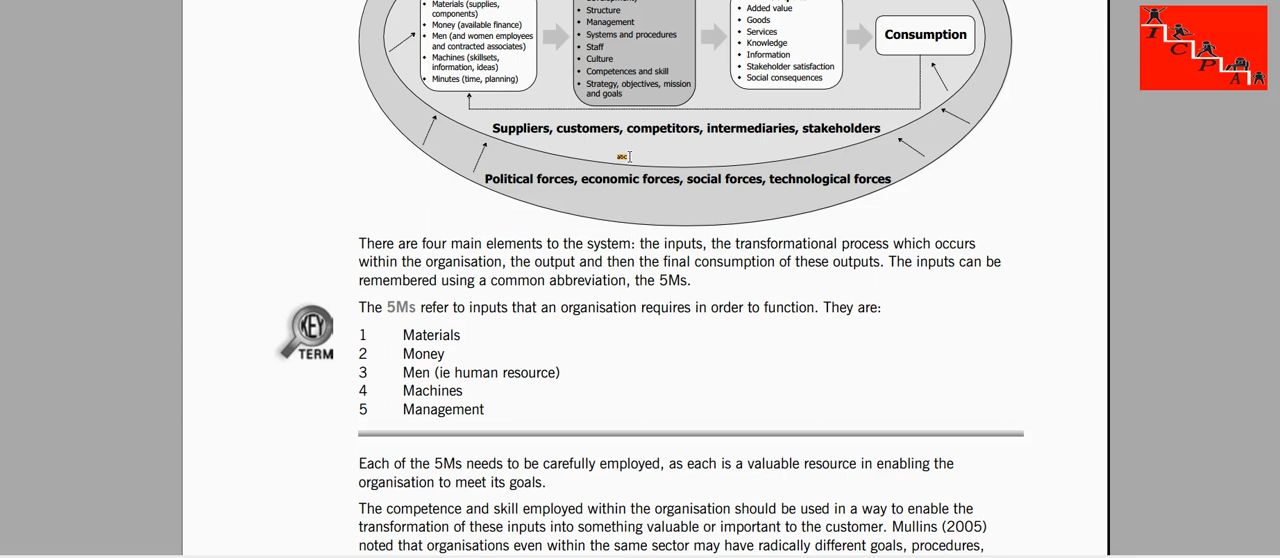 Materials (supplies,
components)
Money (available finance)
Men (and women employees
and contracted associates)
Machines (skillsets,
information, ideas)
Minutes (time, planning)
Structure
Management
Systems and procedures
Staff
Culture
Competences and skill
Strategy, objectives, mission
and goals
Added value
Goods
Services
Knowledge
Information
Stakeholder satisfaction
Social consequences
Consumption
I
C
P
A
Suppliers, customers, competitors, intermediaries, stakeholders
abc
Political forces, economic forces, social forces, technological forces
There are four main elements to the system: the inputs, the transformational process which occurs
within the organisation, the output and then the final consumption of these outputs. The inputs can be
remembered using a common abbreviation, the 5Ms.
The 5Ms refer to inputs that an organisation requires in order to function. They are:
KEY
TERM
1 Materials
2 Money
3 Men (ie human resource)
4 Machines
5 Management
Each of the 5Ms needs to be carefully employed, as each is a valuable resource in enabling the
organisation to meet its goals.
The competence and skill employed within the organisation should be used in a way to enable the
transformation of these inputs into something valuable or important to the customer. Mullins (2005)
noted that organisations even within the same sector may have radically different goals, procedures,